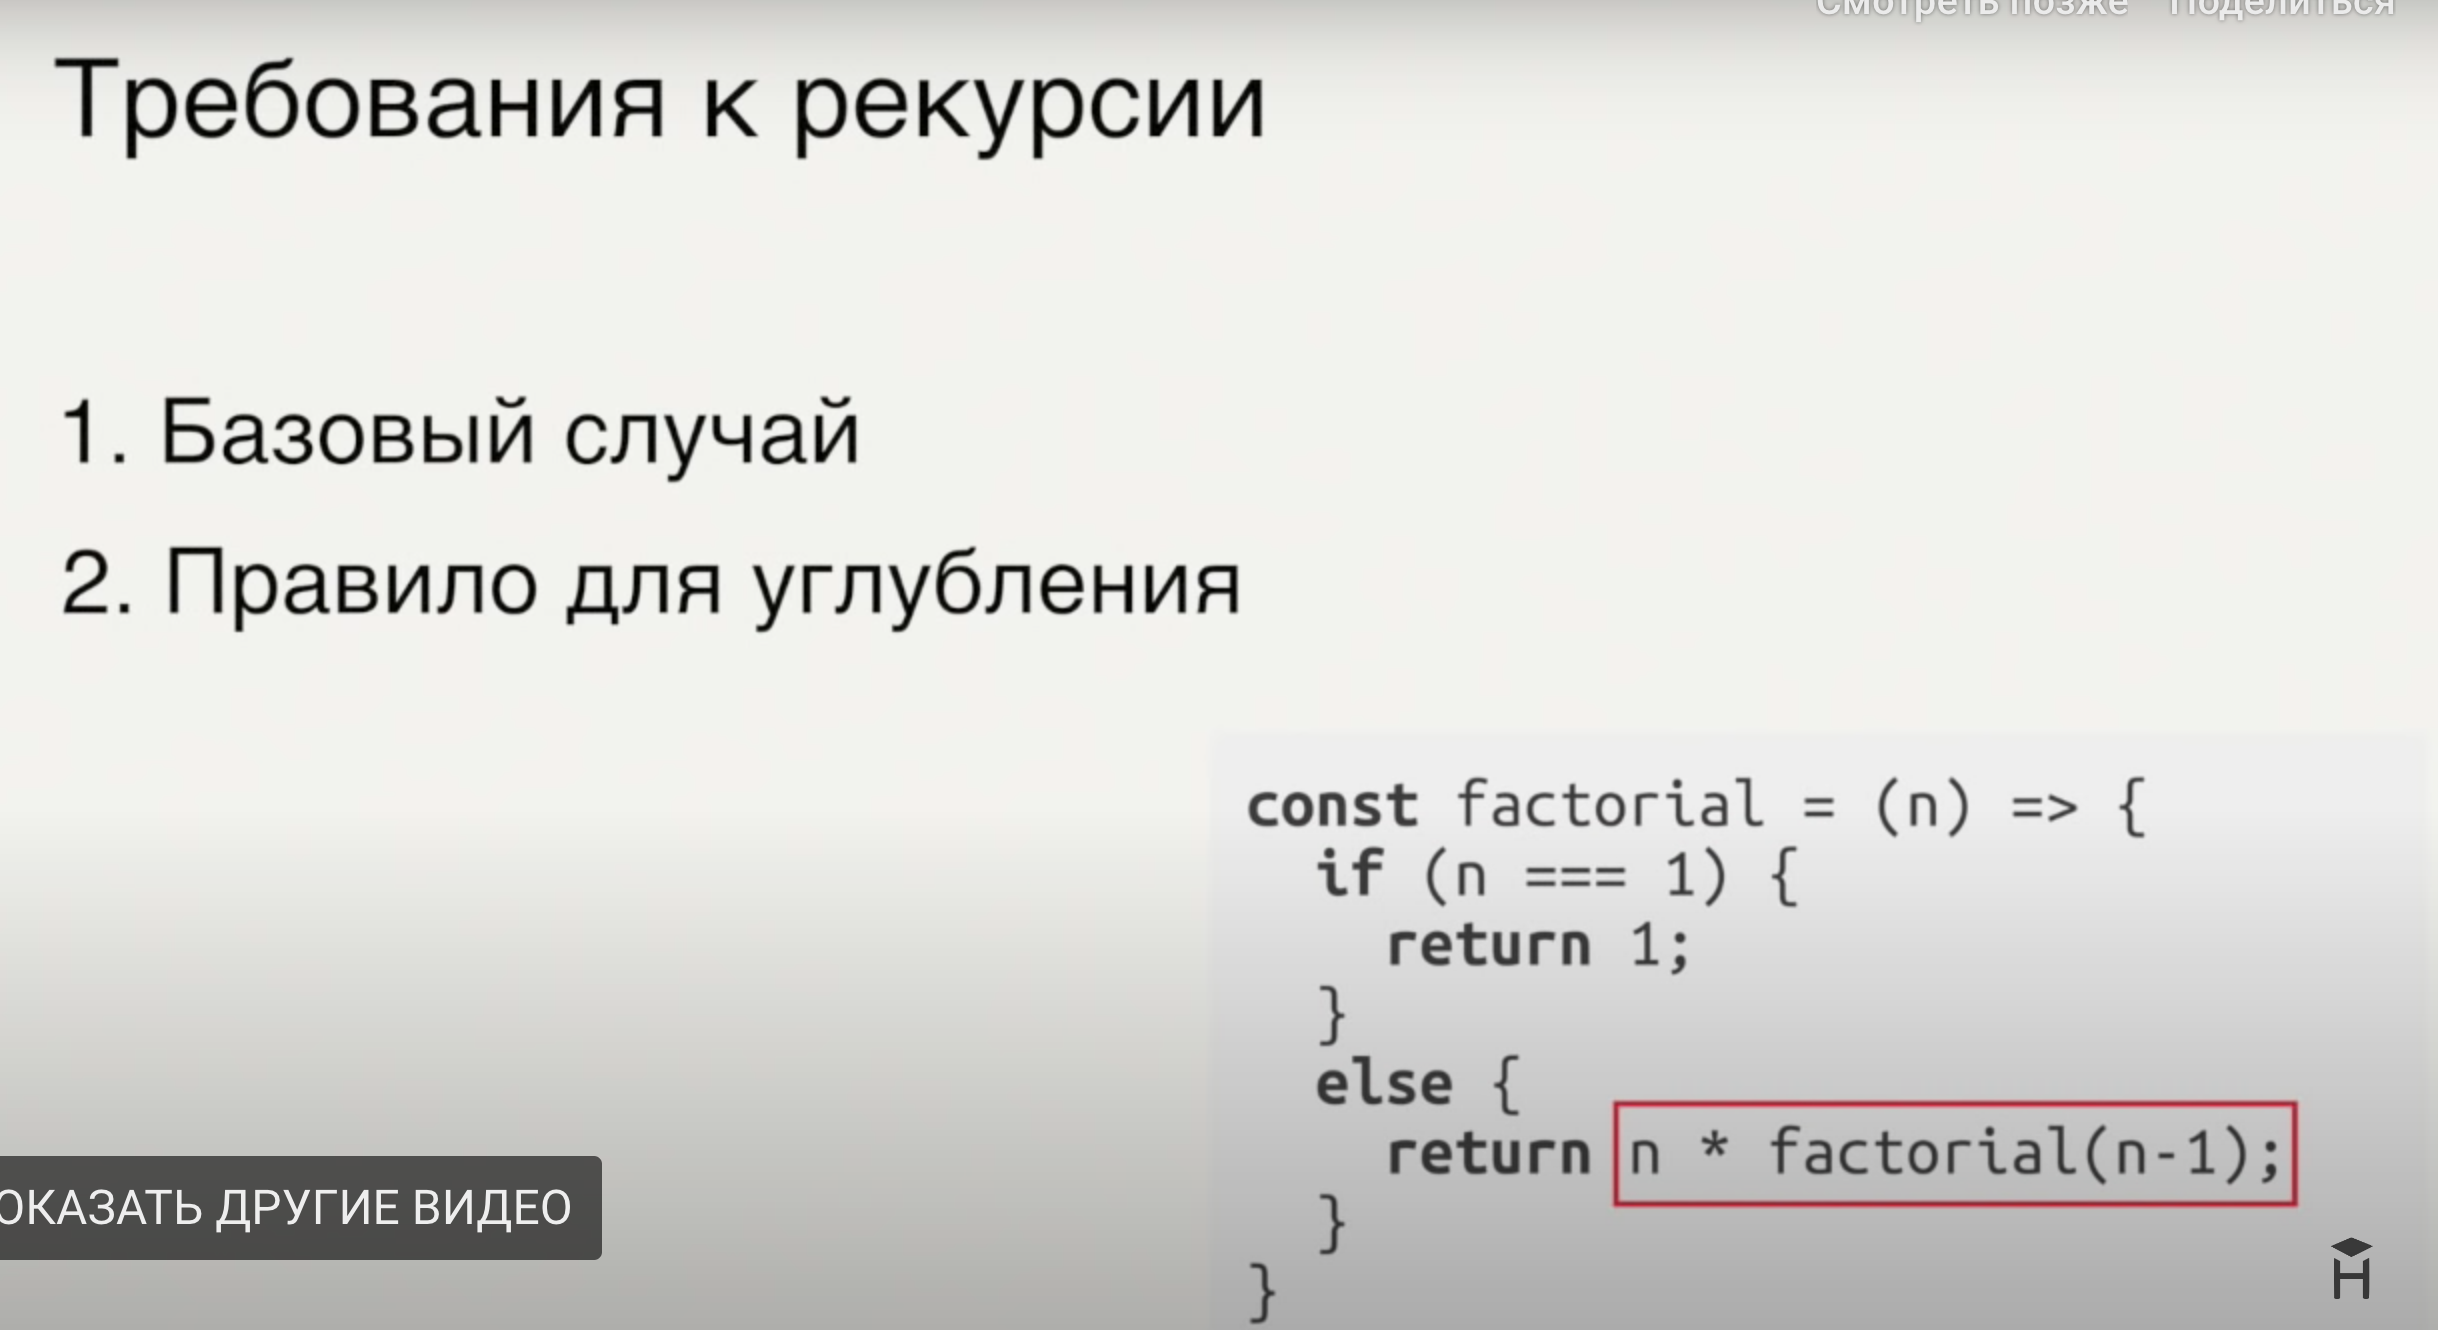 Смотреть позже Поделиться
Требования к рекурсии
1. Базовый случай
2. Правило для углубления
const factorial = (n) => {
if (n === 1) {
return 1;
}
else {
return n * factorial(n-1);
}
}
ОКАЗАТЬ ДРУГИЕ ВИДЕО